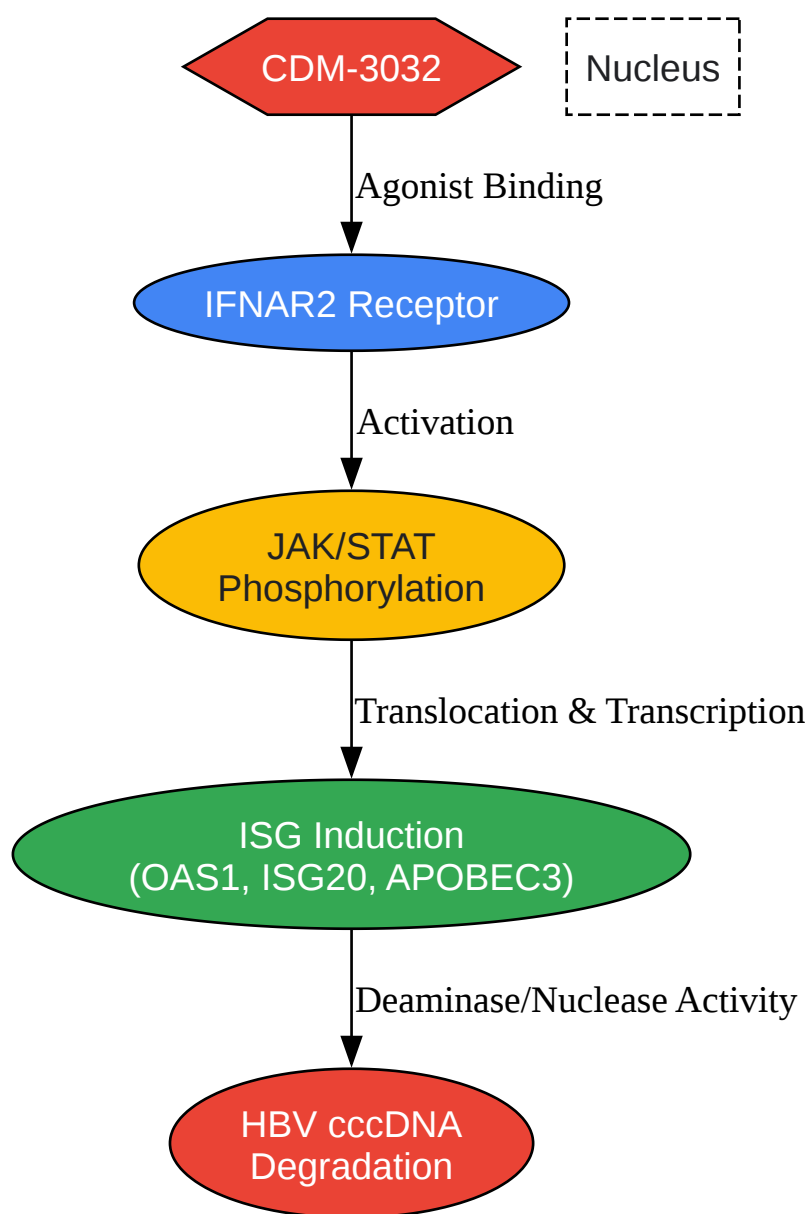 CDM-3032
Nucleus
Agonist Binding
IFNAR2 Receptor
Activation
JAK/STAT
Phosphorylation
Translocation & Transcription
ISG Induction
(OAS1, ISG20, APOBEC3)
Deaminase/Nuclease Activity
HBV cccDNA
Degradation